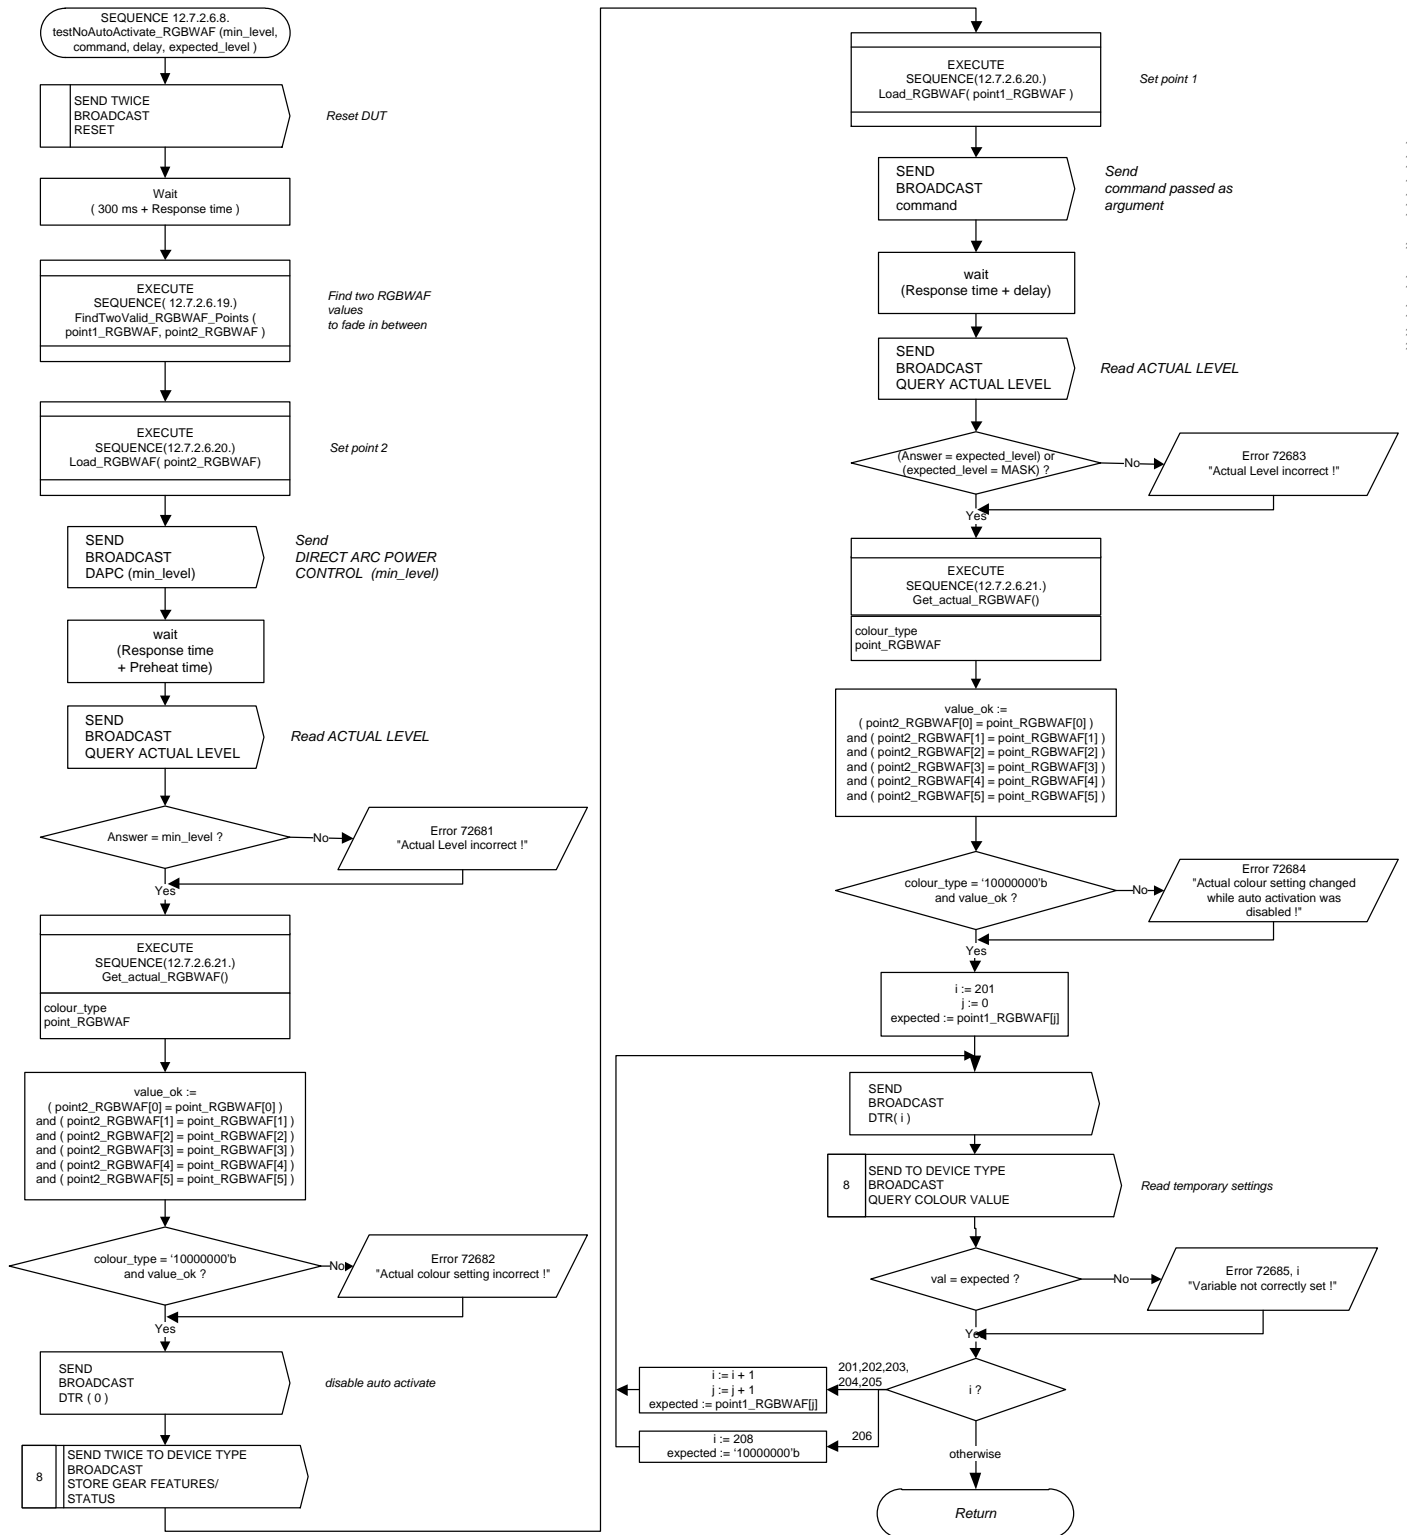 SEQUENCE 12.7.2.6.8.
testNoAutoActivate_RGBWAF (min_level,
command, delay, expected_level )
SEND TWICE
BROADCAST
RESET
Reset DUT
Wait
( 300 ms + Response time )
EXECUTE
SEQUENCE( 12.7.2.6.19.)
FindTwoValid_RGBWAF_Points (
point1_RGBWAF, point2_RGBWAF )
Find two RGBWAF
values
to fade in between
EXECUTE
SEQUENCE(12.7.2.6.20.)
Load_RGBWAF( point2_RGBWAF)
Set point 2
SEND
BROADCAST
DAPC (min_level)
Send
DIRECT ARC POWER
CONTROL (min_level)
wait
(Response time
+ Preheat time)
SEND
BROADCAST
QUERY ACTUAL LEVEL
Read ACTUAL LEVEL
Answer = min_level ?
No
Error 72681
"Actual Level incorrect !"
Yes
EXECUTE
SEQUENCE(12.7.2.6.21.)
Get_actual_RGBWAF()
colour_type
point_RGBWAF
value_ok :=
( point2_RGBWAF[0] = point_RGBWAF[0] )
and ( point2_RGBWAF[1] = point_RGBWAF[1] )
and ( point2_RGBWAF[2] = point_RGBWAF[2] )
and ( point2_RGBWAF[3] = point_RGBWAF[3] )
and ( point2_RGBWAF[4] = point_RGBWAF[4] )
and ( point2_RGBWAF[5] = point_RGBWAF[5] )
colour_type = ‘10000000’b
and value_ok ?
No
Error 72682
"Actual colour setting incorrect !"
Yes
SEND
BROADCAST
DTR ( 0 )
disable auto activate
8
SEND TWICE TO DEVICE TYPE
BROADCAST
STORE GEAR FEATURES/
STATUS
EXECUTE
SEQUENCE(12.7.2.6.20.)
Load_RGBWAF( point1_RGBWAF )
Set point 1
SEND
BROADCAST
command
Send
command passed as
argument
wait
(Response time + delay)
SEND
BROADCAST
QUERY ACTUAL LEVEL
Read ACTUAL LEVEL
(Answer = expected_level) or
(expected_level = MASK) ?
No
Error 72683
"Actual Level incorrect !"
Yes
EXECUTE
SEQUENCE(12.7.2.6.21.)
Get_actual_RGBWAF()
colour_type
point_RGBWAF
value_ok :=
( point2_RGBWAF[0] = point_RGBWAF[0] )
and ( point2_RGBWAF[1] = point_RGBWAF[1] )
and ( point2_RGBWAF[2] = point_RGBWAF[2] )
and ( point2_RGBWAF[3] = point_RGBWAF[3] )
and ( point2_RGBWAF[4] = point_RGBWAF[4] )
and ( point2_RGBWAF[5] = point_RGBWAF[5] )
colour_type = ‘10000000’b
and value_ok ?
No
Error 72684
"Actual colour setting changed
while auto activation was
disabled !"
Yes
i := 201
j := 0
expected := point1_RGBWAF[j]
SEND
BROADCAST
DTR( i )
8
SEND TO DEVICE TYPE
BROADCAST
QUERY COLOUR VALUE
Read temporary settings
val = expected ?
No
Error 72685, i
"Variable not correctly set !"
Yes
i ?
201,202,203,
204,205
i := i + 1
j := j + 1
expected := point1_RGBWAF[j]
206
i := 208
expected := ‘10000000’b
otherwise
Return